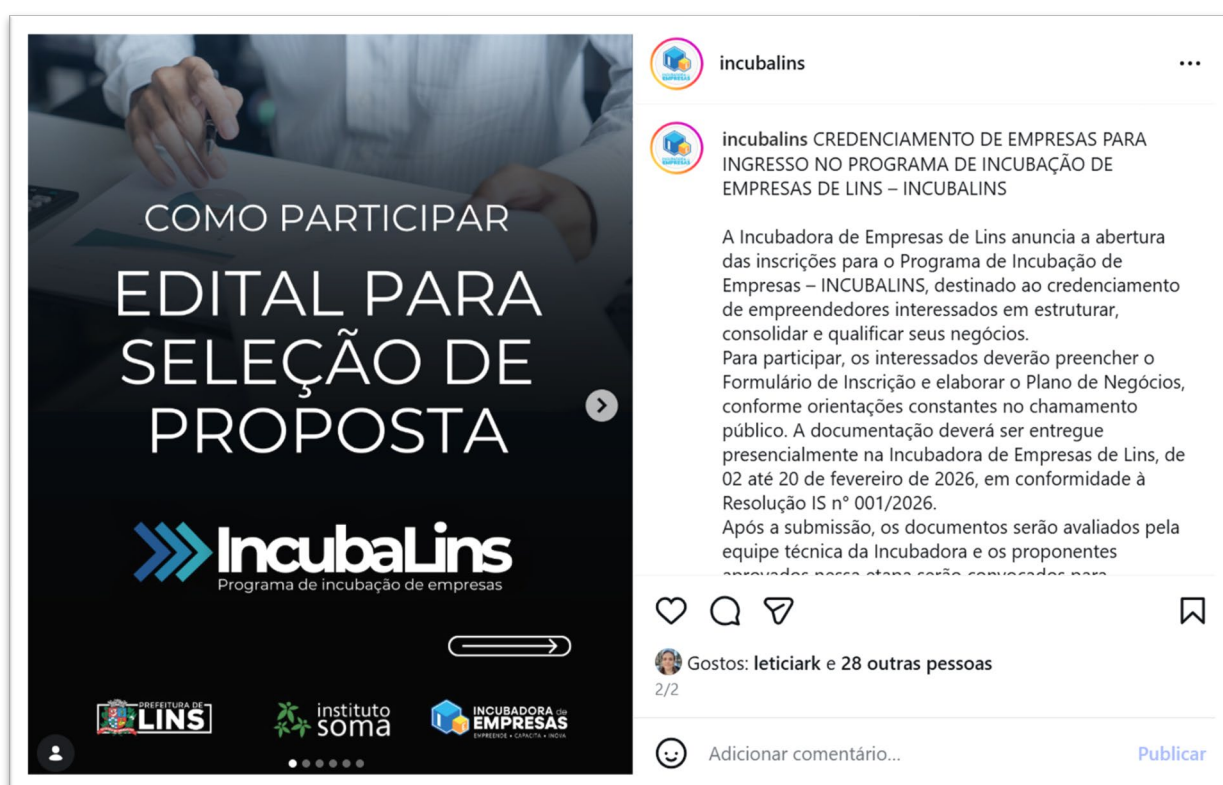 COMO PARTICIPAR
EDITAL PARA
SELEÇÃO DE
PROPOSTA
IncubaLins
Programa de incubação de empresas
PREFEITURA DE
LINS
instituto
soma
INCUBADORA de
EMPRESAS
EMPREENDE • CAPACITA • INOVA
incubalins
incubalins CREDENCIAMENTO DE EMPRESAS PARA
INGRESSO NO PROGRAMA DE INCUBAÇÃO DE
EMPRESAS DE LINS – INCUBALINS
A Incubadora de Empresas de Lins anuncia a abertura
das inscrições para o Programa de Incubação de
Empresas – INCUBALINS, destinado ao credenciamento
de empreendedores interessados em estruturar,
consolidar e qualificar seus negócios.
Para participar, os interessados deverão preencher o
Formulário de Inscrição e elaborar o Plano de Negócios,
conforme orientações constantes no chamamento
público. A documentação deverá ser entregue
presencialmente na Incubadora de Empresas de Lins, de
02 até 20 de fevereiro de 2026, em conformidade à
Resolução IS n° 001/2026.
Após a submissão, os documentos serão avaliados pela
equipe técnica da Incubadora e os proponentes
aprovados nessa etapa serão convocados para
Gostos: leticiark e 28 outras pessoas
2/2
Adicionar comentário...
Publicar